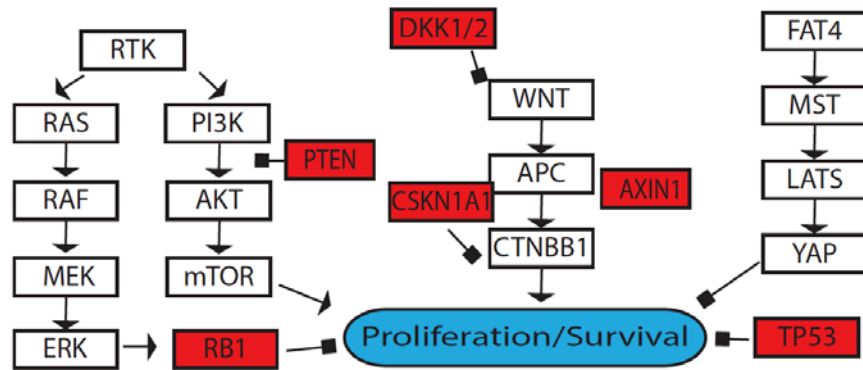 RTK
RAS
PI3K
PTEN
RAF
AKT
MEK
mTOR
ERK
RB1
DKK1/2
WNT
APC
CSKN1A1
AXIN1
CTNBB1
FAT4
MST
LATS
YAP
Proliferation/Survival
TP53